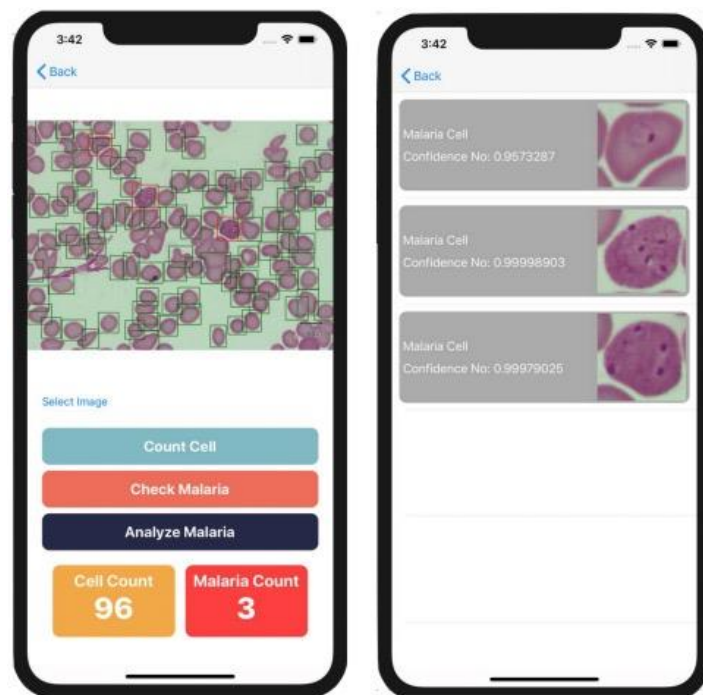 3:42
Back
Select Image
Count Cell
Check Malaria
Analyze Malaria
Cell Count
96
Malaria Count
3
3:42
Back
Malaria Cell
Confidence No: 0.9573287
Malaria Cell
Confidence No: 0.99998903
Malaria Cell
Confidence No: 0.99979025